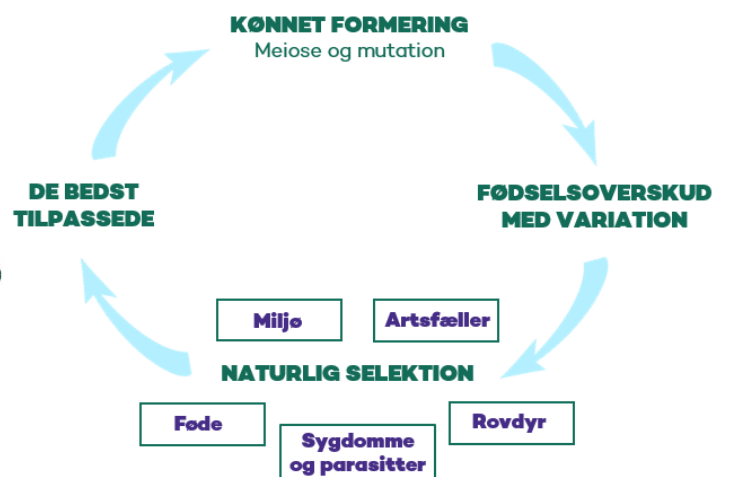 KØNNET FORMERING
Meiose og mutation
DE BEDST
TILPASSEDE
FØDSELSOVERSKUD
MED VARIATION
Miljø
Artsfæller
NATURLIG SELEKTION
Føde
Sygdomme
og parasitter
Rovdyr